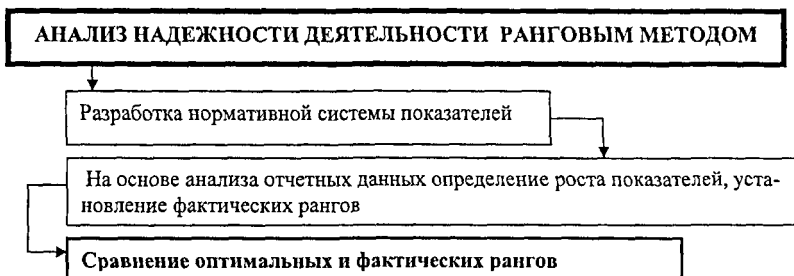 АНАЛИЗ НАДЕЖНОСТИ ДЕЯТЕЛЬНОСТИ РАНГОВЫМ МЕТОДОМ
Разработка нормативной системы показателей
На основе анализа отчетных данных определение роста показателей, уста-
новление фактических рангов
Сравнение оптимальных и фактических рангов